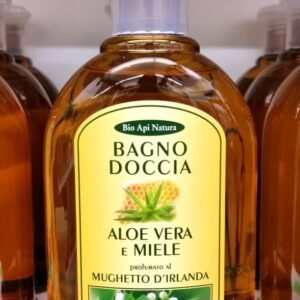 Bio Api Natura
BAGNO
DOCCIA
ALOE VERA
E MIELE
PROFUMATO AL
MUGHETTO D'IRLANDA